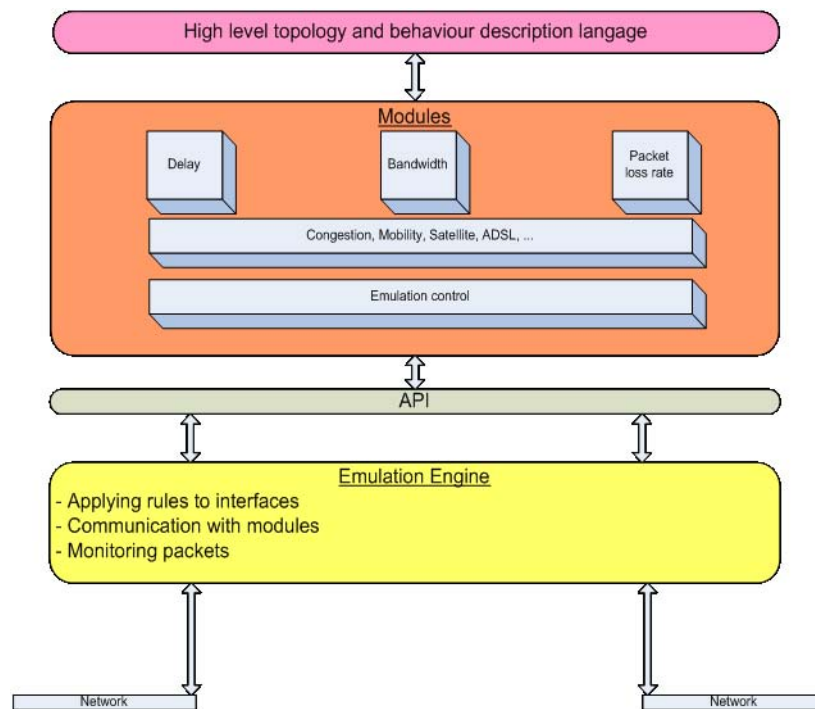 High level topology and behaviour description langage
Modules
Delay
Bandwidth
Packet
loss rate
Congestion, Mobility, Satellite, ADSL, ...
Emulation control
API
Emulation Engine
- Applying rules to interfaces
- Communication with modules
- Monitoring packets
Network
Network